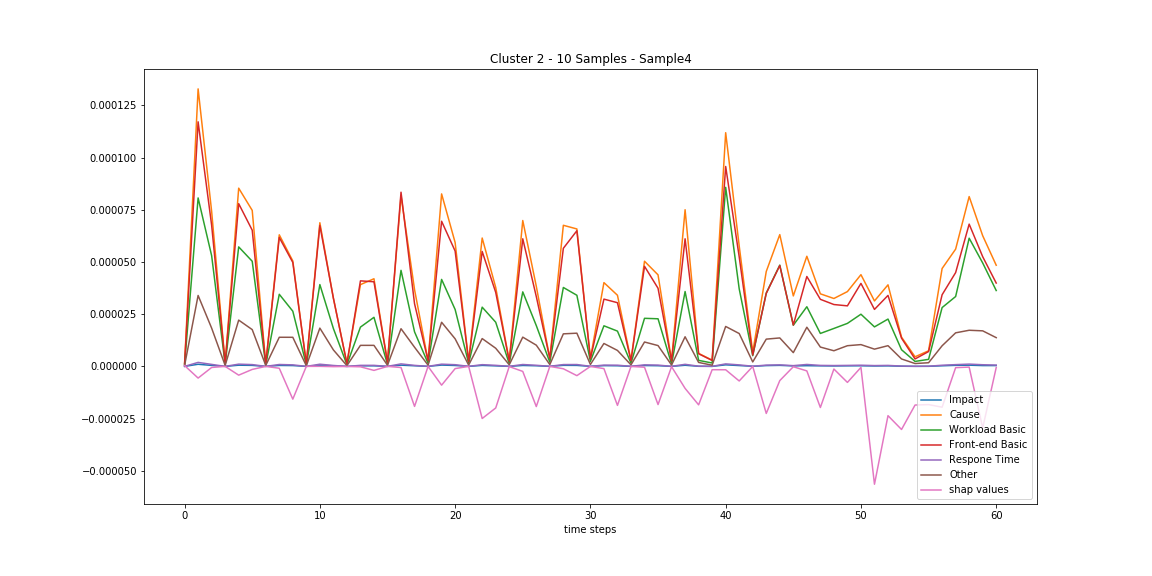 Cluster 2 - 10 Samples - Sample4
0.000125
0.000100
0.000075
0.000050
0.000025
0.000000
−0.000025
−0.000050
Impact
Cause
Workload Basic
Front-end Basic
Respone Time
Other
shap values
0 10 20 30 40 50 60
time steps